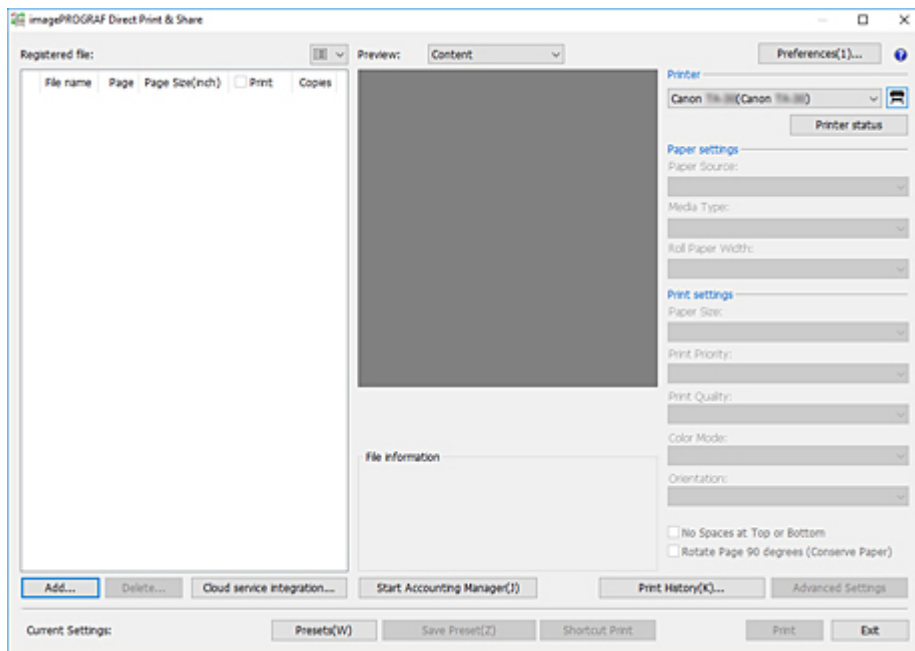 imagePROGRAF Direct Print & Share
Registered file:
Preview: Content
Preferences(1)...
File name Page Page Size(inch) Print Copies
Printer
Canon (Canon )
Printer status
Paper settings
Paper Source:
Media Type:
Roll Paper Width:
Print settings
Paper Size:
Print Priority:
Print Quality:
Color Mode:
Orientation:
File information
No Spaces at Top or Bottom
Rotate Page 90 degrees (Conserve Paper)
Add... Delete... Cloud service integration... Start Accounting Manager(J) Print History(K)... Advanced Settings
Current Settings: Presets(W) Save Preset(Z) Shortcut Print Print Exit